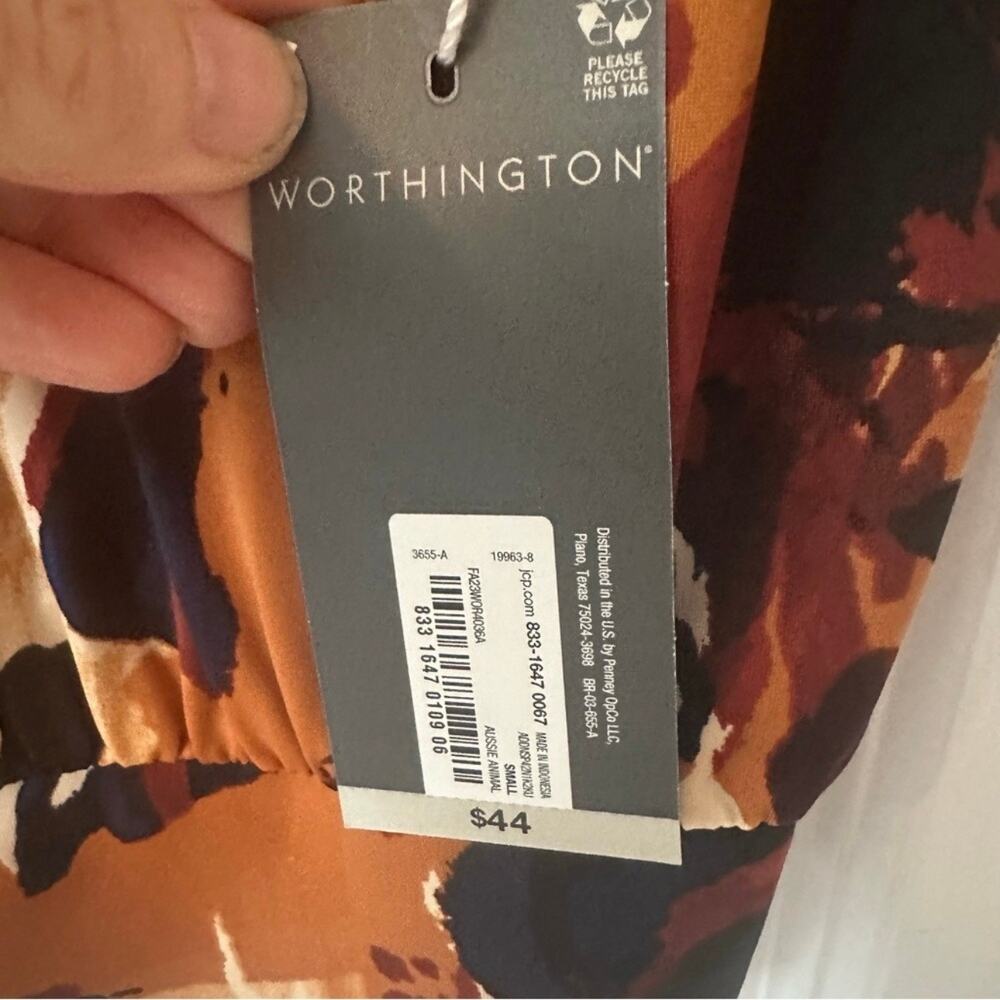 PLEASE
RECYCLE
THIS TAG
WORTHINGTON®
3655-A 19963-8
jcp.com 833-1647 0067
MADE IN INDONESIA
SMALL
AUSSIE ANIMAL
FA23WOR4036A
833 1647 0109 06
Distributed in the U.S. by Penney OpCo LLC,
Plano, Texas 75024-3698 BR-03-655-A
$44